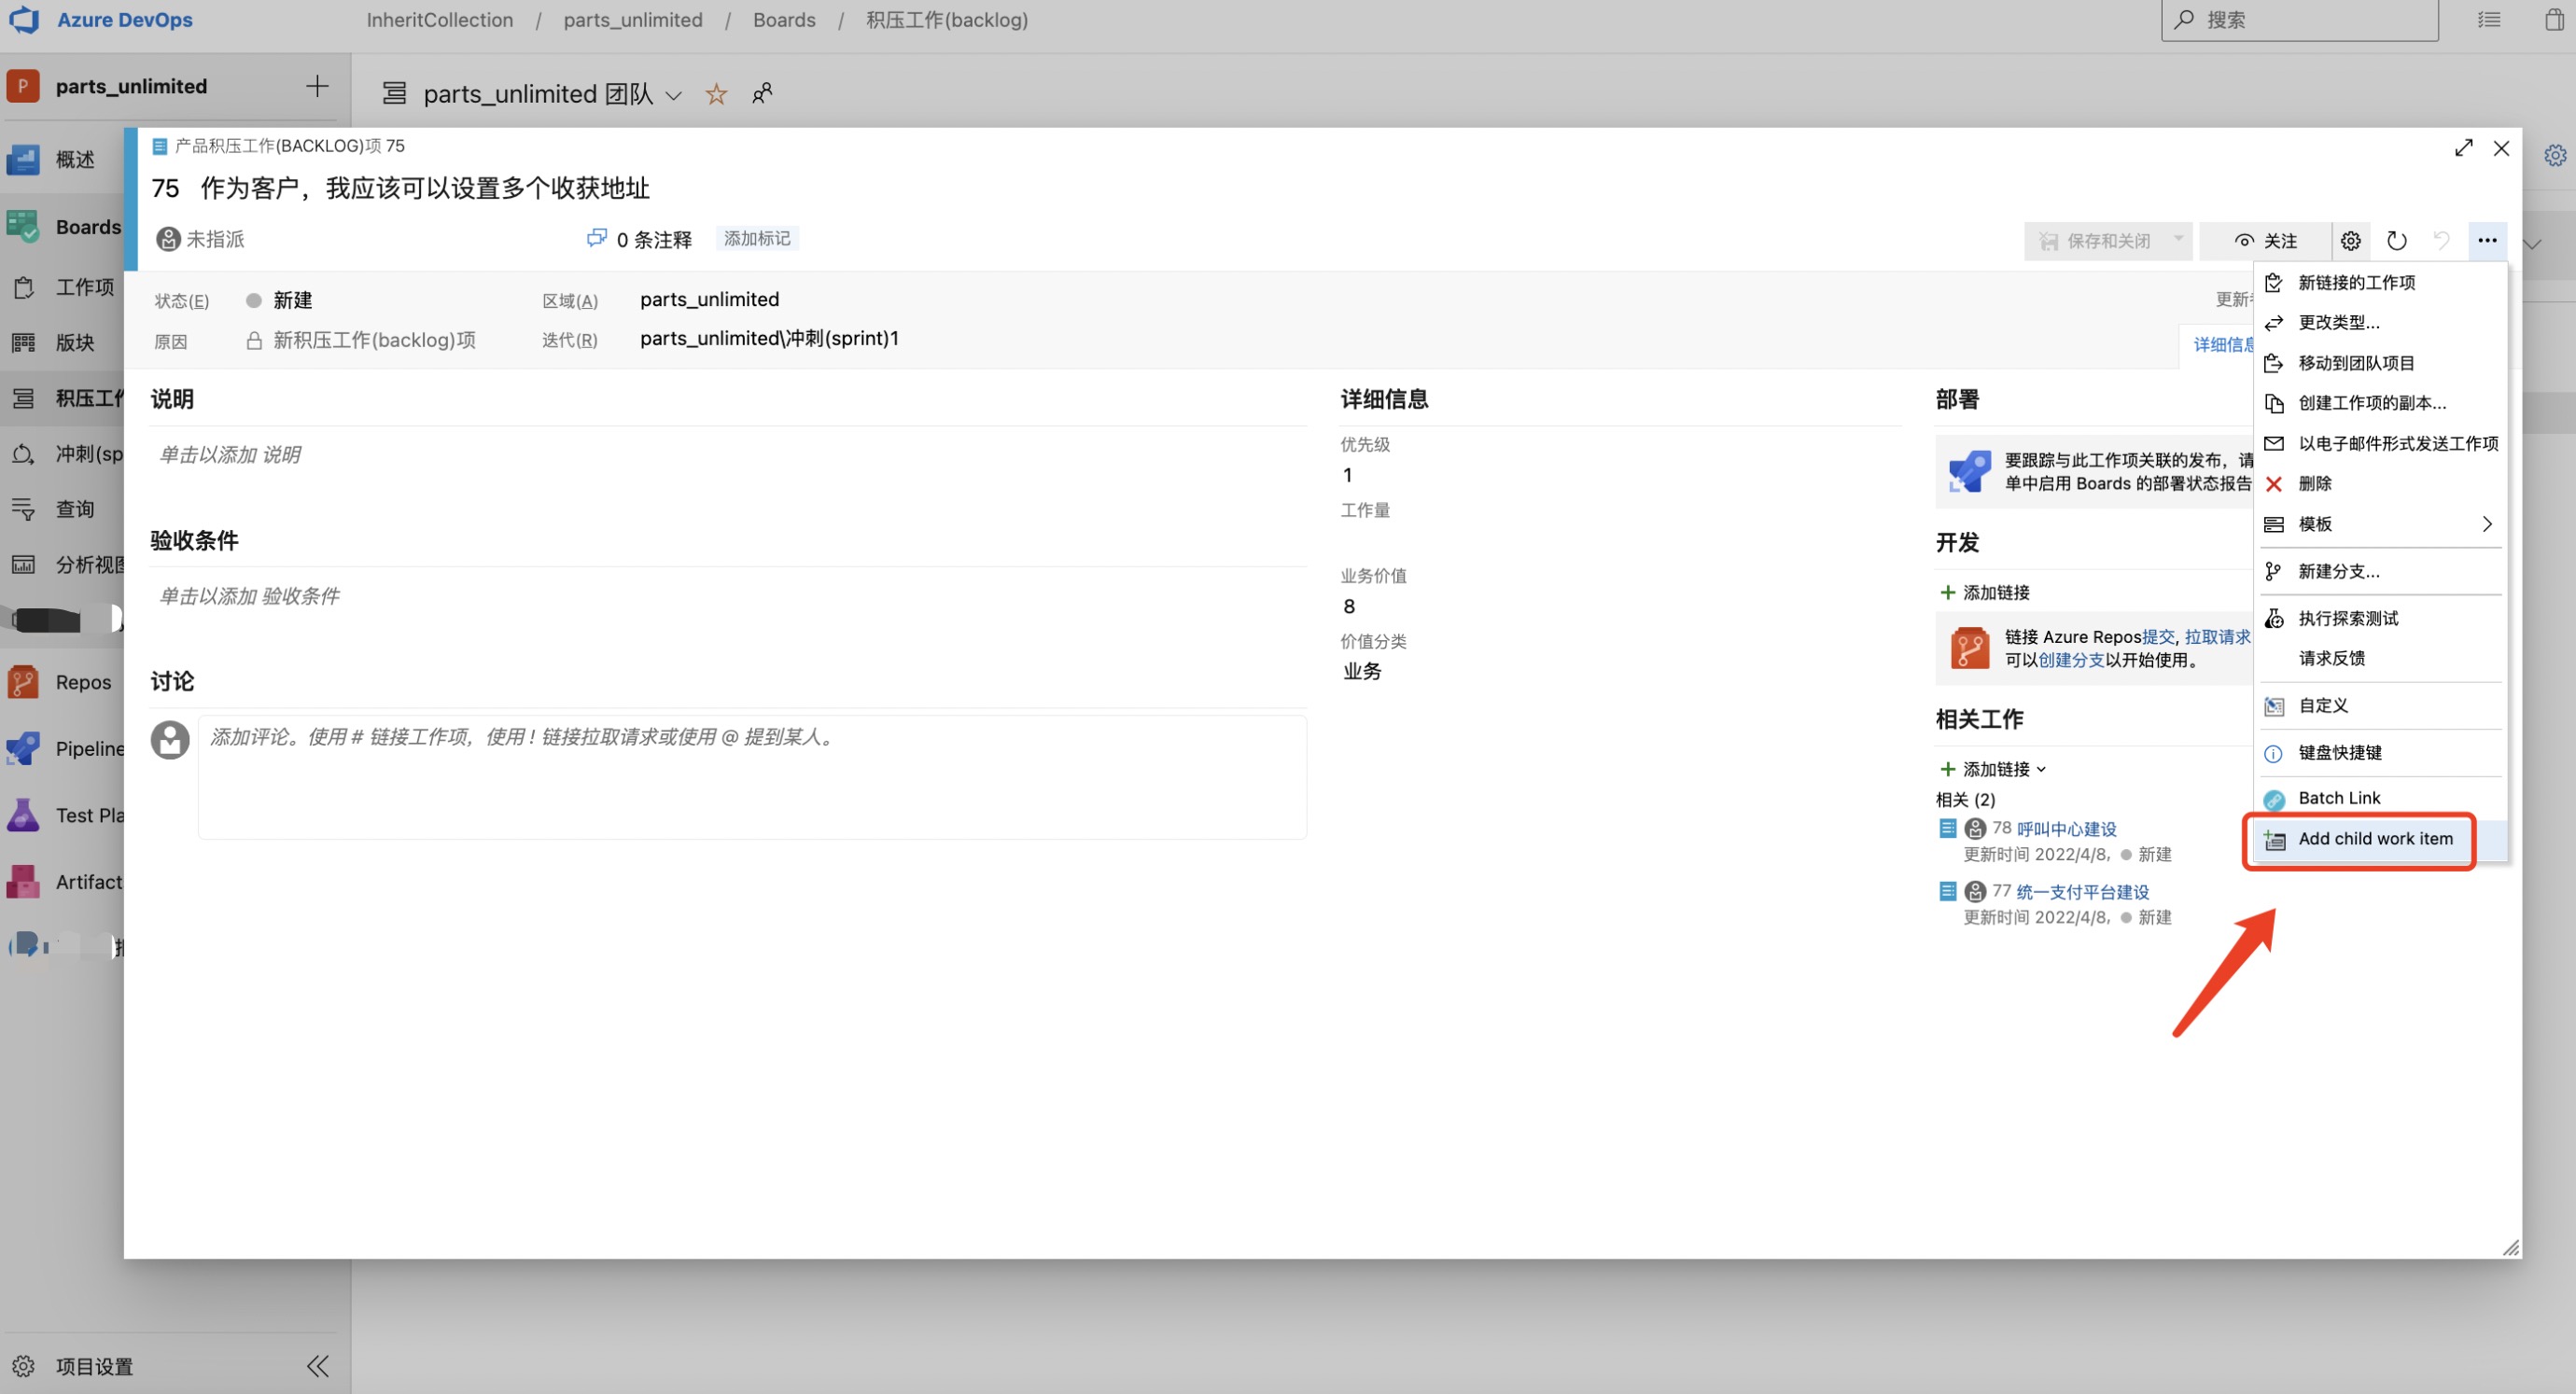 Azure DevOps
InheritCollection / parts_unlimited / Boards / 积压工作(backlog)
搜索
P parts_unlimited
parts_unlimited 团队
概述
Boards
工作项
版块
积压工作
冲刺(sp
查询
分析视图
Repos
Pipeline
Test Pla
Artifact
项目设置
产品积压工作(BACKLOG)项 75
75 作为客户，我应该可以设置多个收获地址
未指派
0 条注释
添加标记
保存和关闭
关注
状态(E) 新建
区域(A) parts_unlimited
更新
原因 新积压工作(backlog)项
迭代(R) parts_unlimited\冲刺(sprint)1
详细信息
说明
单击以添加 说明
验收条件
单击以添加 验收条件
讨论
添加评论。使用 # 链接工作项，使用 ! 链接拉取请求或使用 @ 提到某人。
详细信息
优先级
1
工作量
业务价值
8
价值分类
业务
部署
要跟踪与此工作项关联的发布，请
单中启用 Boards 的部署状态报告
开发
添加链接
链接 Azure Repos提交, 拉取请求
可以创建分支以开始使用。
相关工作
添加链接
相关 (2)
78 呼叫中心建设
更新时间 2022/4/8, 新建
77 统一支付平台建设
更新时间 2022/4/8, 新建
新链接的工作项
更改类型...
移动到团队项目
创建工作项的副本...
以电子邮件形式发送工作项
删除
模板
新建分支...
执行探索测试
请求反馈
自定义
键盘快捷键
Batch Link
Add child work item